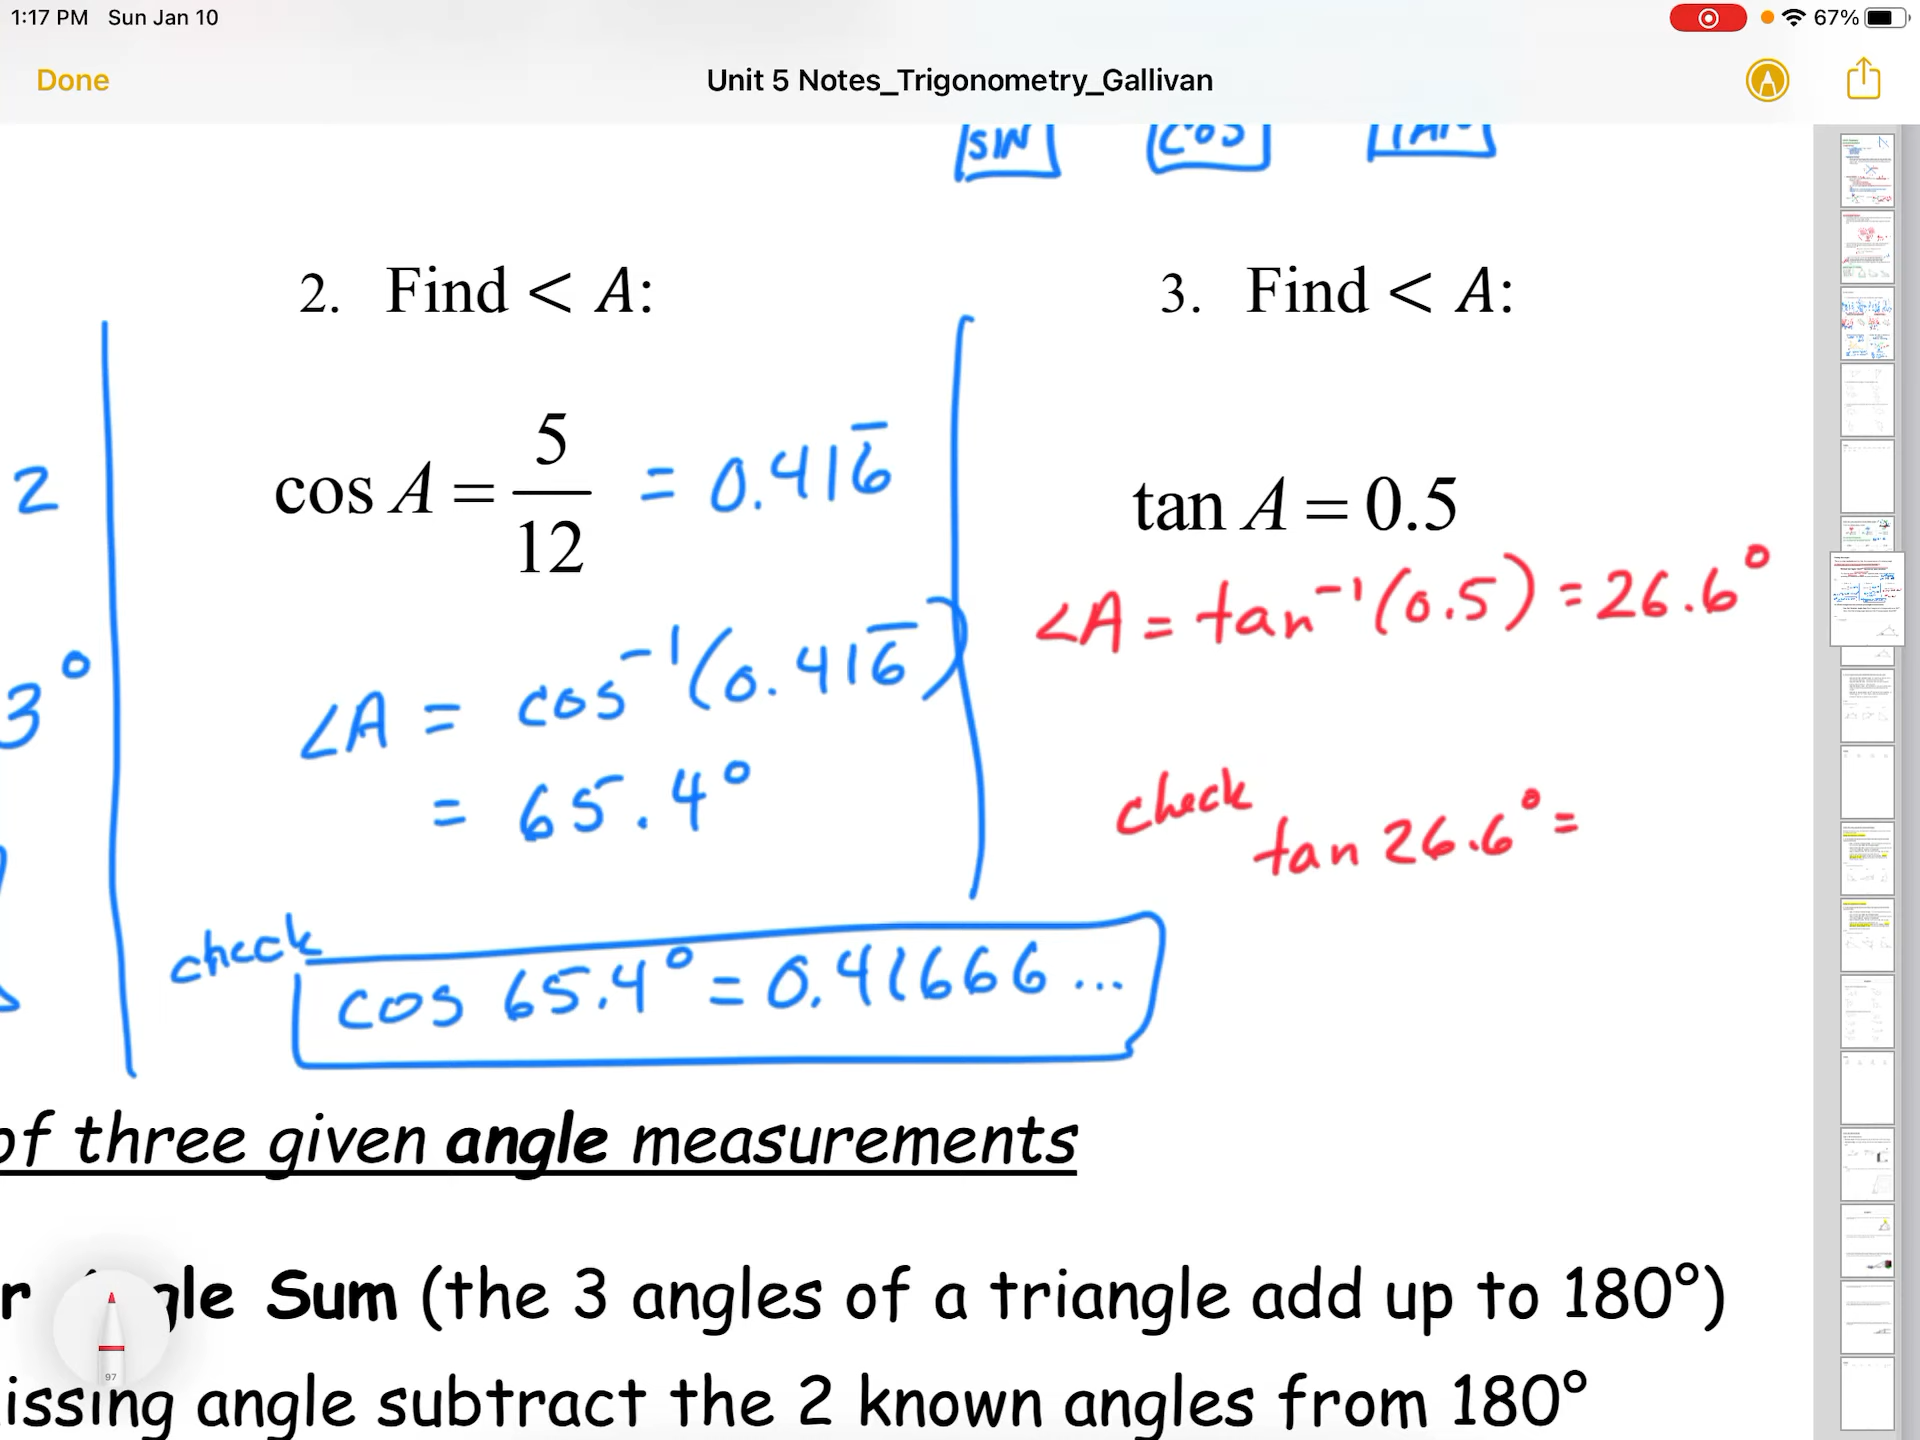 1:17 PM Sun Jan 10
67%
Done
Unit 5 Notes_Trigonometry_Gallivan
SIN COS TAN
2. Find < A:
3. Find < A:
2
cos A = 5/12 = 0.416̅
tan A = 0.5
∠A = tan⁻¹(0.5) = 26.6°
3°
∠A = cos⁻¹(0.416̅)
= 65.4°
check
tan 26.6° =
check
cos 65.4° = 0.41666...
of three given angle measurements
r gle Sum (the 3 angles of a triangle add up to 180°)
issing angle subtract the 2 known angles from 180°
97